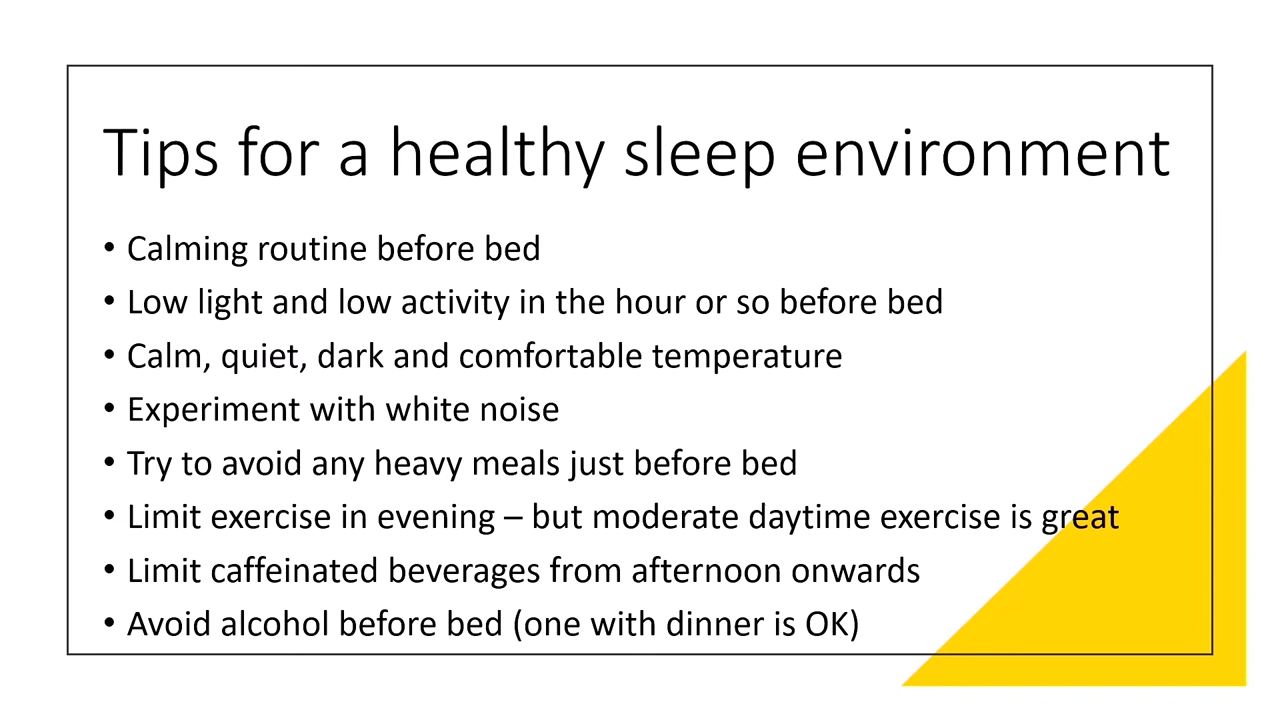 Tips for a healthy sleep environment
• Calming routine before bed
• Low light and low activity in the hour or so before bed
• Calm, quiet, dark and comfortable temperature
• Experiment with white noise
• Try to avoid any heavy meals just before bed
• Limit exercise in evening – but moderate daytime exercise is great
• Limit caffeinated beverages from afternoon onwards
• Avoid alcohol before bed (one with dinner is OK)